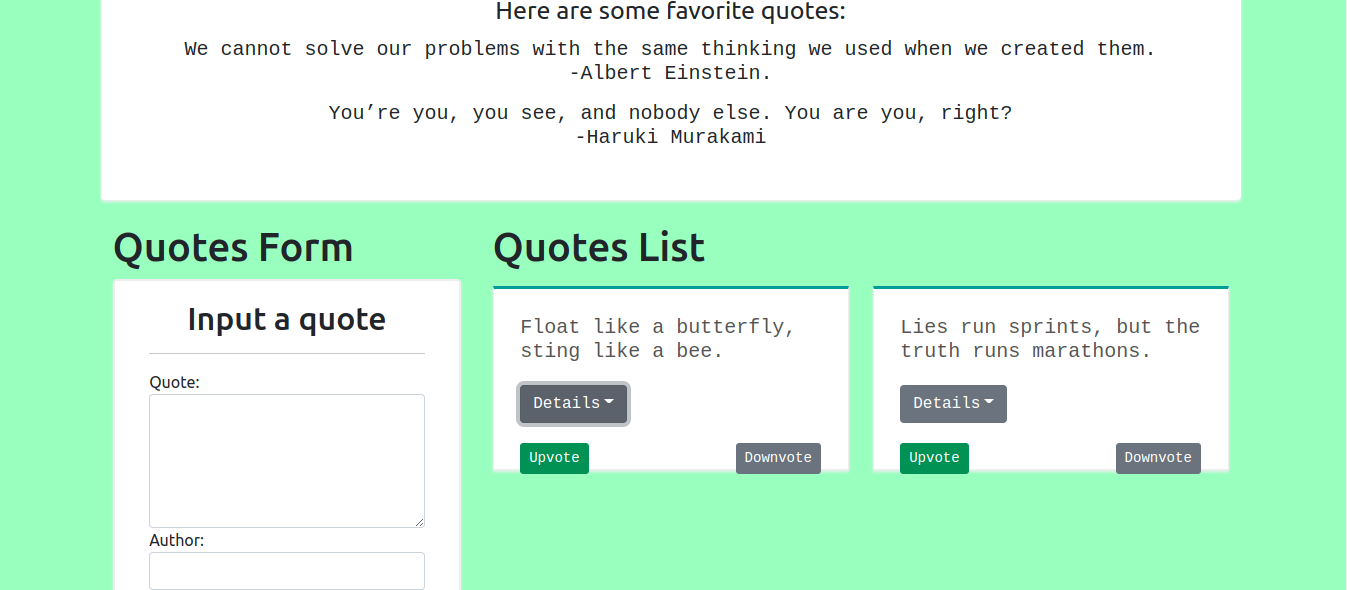 Here are some favorite quotes:
We cannot solve our problems with the same thinking we used when we created them.
-Albert Einstein.
You’re you, you see, and nobody else. You are you, right?
-Haruki Murakami
Quotes Form
Input a quote
Quote:
Author:
Quotes List
Float like a butterfly,
sting like a bee.
Details
Upvote
Downvote
Lies run sprints, but the
truth runs marathons.
Details
Upvote
Downvote